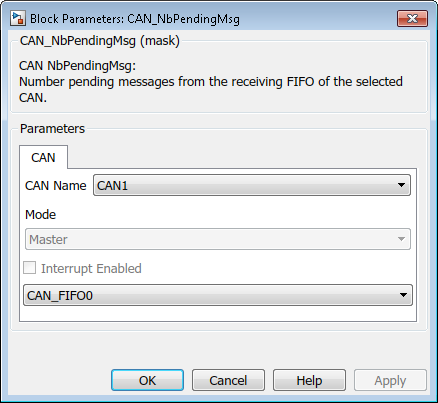 Block Parameters: CAN_NbPendingMsg
CAN_NbPendingMsg (mask)
CAN NbPendingMsg:
Number pending messages from the receiving FIFO of the selected
CAN.
Parameters
CAN
CAN Name CAN1
Mode
Master
Interrupt Enabled
CAN_FIFO0
OK Cancel Help Apply